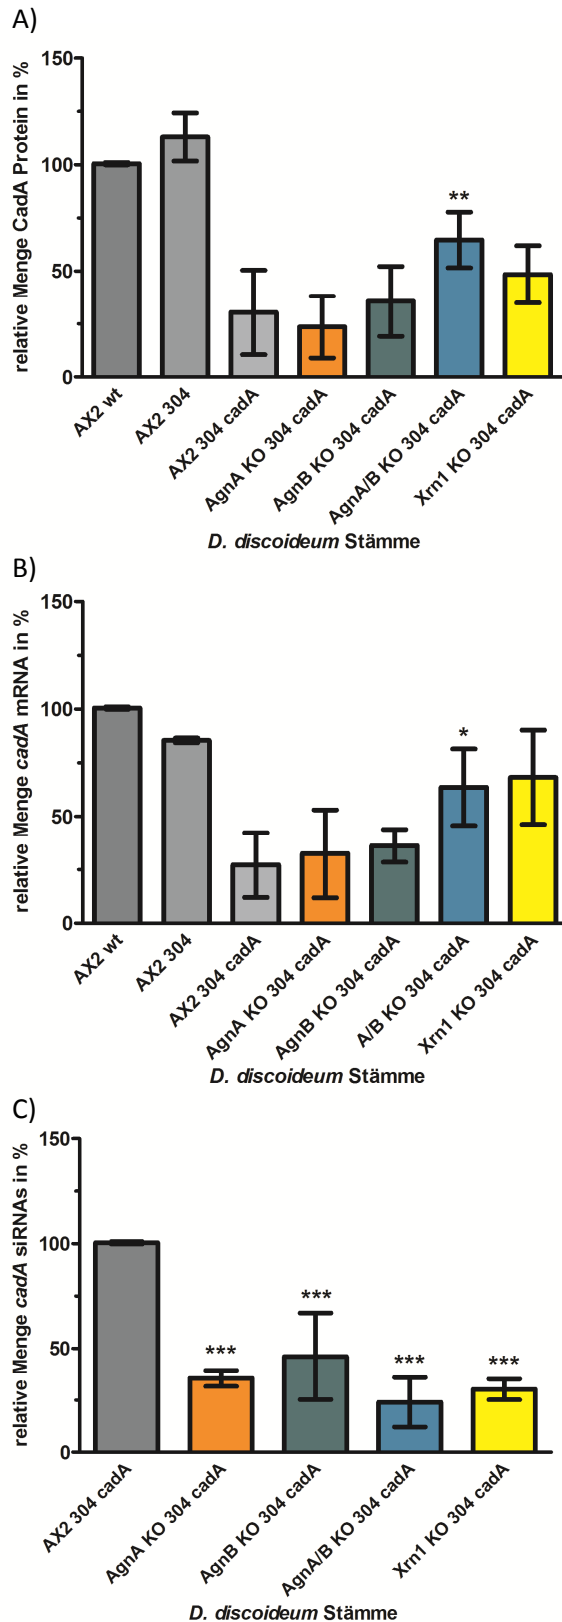 A)
relative Menge CadA Protein in %
150
100
50
0
**
AX2 wt
AX2 304
AX2 304 cadA
AgnA KO 304 cadA
AgnB KO 304 cadA
AgnA/B KO 304 cadA
Xrn1 KO 304 cadA
D. discoideum Stämme
B)
relative Menge cadA mRNA in %
150
100
50
0
*
AX2 wt
AX2 304
AX2 304 cadA
AgnA KO 304 cadA
AgnB KO 304 cadA
A/B KO 304 cadA
Xrn1 KO 304 cadA
D. discoideum Stämme
C)
relative Menge cadA siRNAs in %
150
100
50
0
***
***
***
***
AX2 304 cadA
AgnA KO 304 cadA
AgnB KO 304 cadA
AgnA/B KO 304 cadA
Xrn1 KO 304 cadA
D. discoideum Stämme